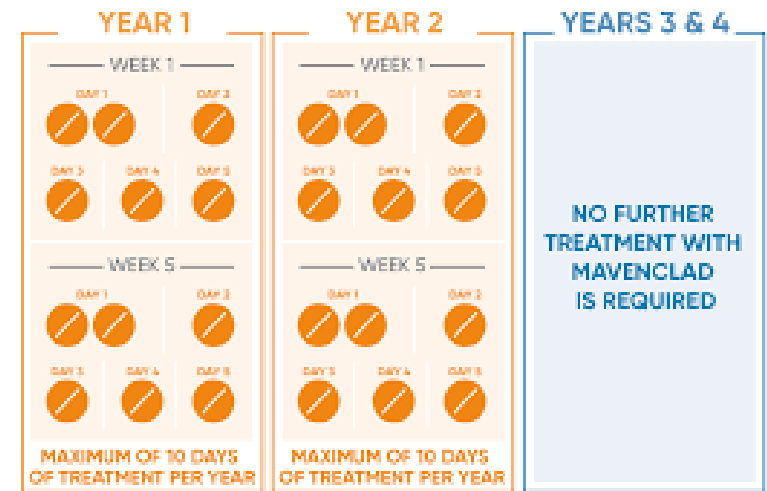 YEAR 1
WEEK 1
DAY 1
DAY 2
DAY 3
DAY 4
DAY 5
WEEK 5
DAY 1
DAY 2
DAY 3
DAY 4
DAY 5
MAXIMUM OF 10 DAYS
OF TREATMENT PER YEAR
YEAR 2
WEEK 1
DAY 1
DAY 2
DAY 3
DAY 4
DAY 5
WEEK 5
DAY 1
DAY 2
DAY 3
DAY 4
DAY 5
MAXIMUM OF 10 DAYS
OF TREATMENT PER YEAR
YEARS 3 & 4
NO FURTHER
TREATMENT WITH
MAVENCLAD
IS REQUIRED